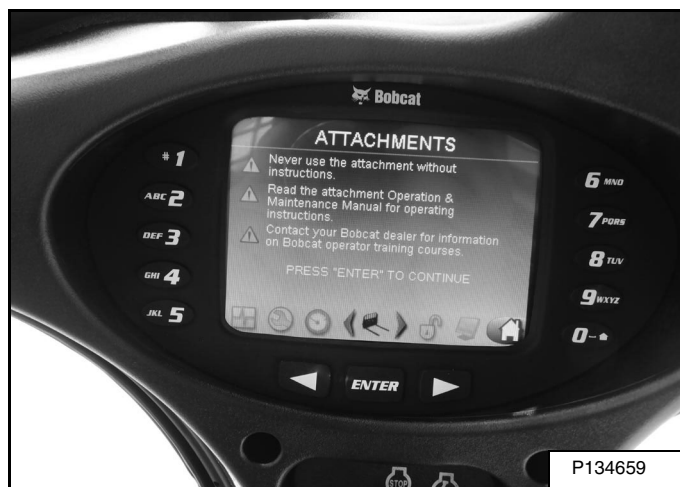 Bobcat
ATTACHMENTS
Never use the attachment without
instructions.
Read the attachment Operation &
Maintenance Manual for operating
instructions.
Contact your Bobcat dealer for information
on Bobcat operator training courses.
PRESS "ENTER" TO CONTINUE
# 1
ABC 2
DEF 3
GHI 4
JKL 5
6 MNO
7 PQRS
8 TUV
9 WXYZ
0 -
ENTER
STOP
P134659